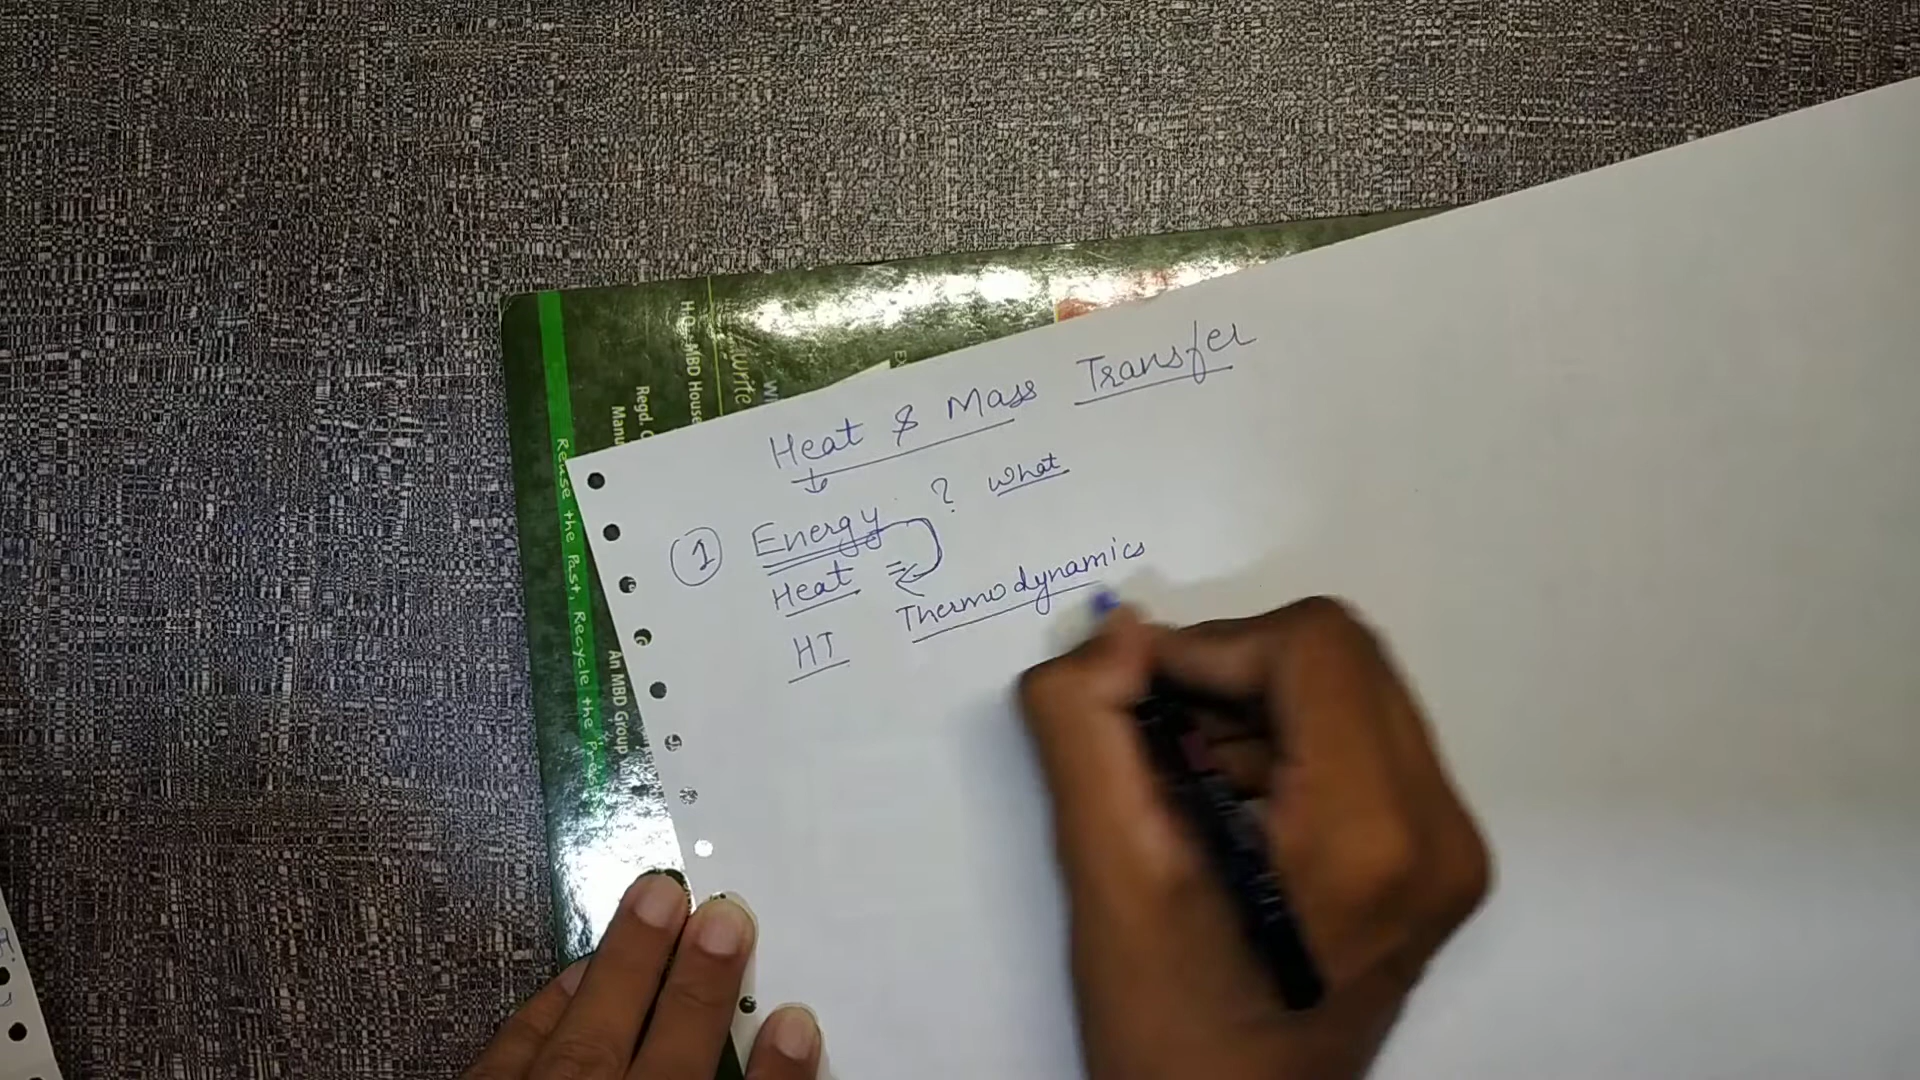 Heat & Mass Transfer
① Energy ? what
Heat =
HT Thermodynamics
Reuse the Past, Recycle the
An MBD Group
Regd.
H.O.: MBD House
write